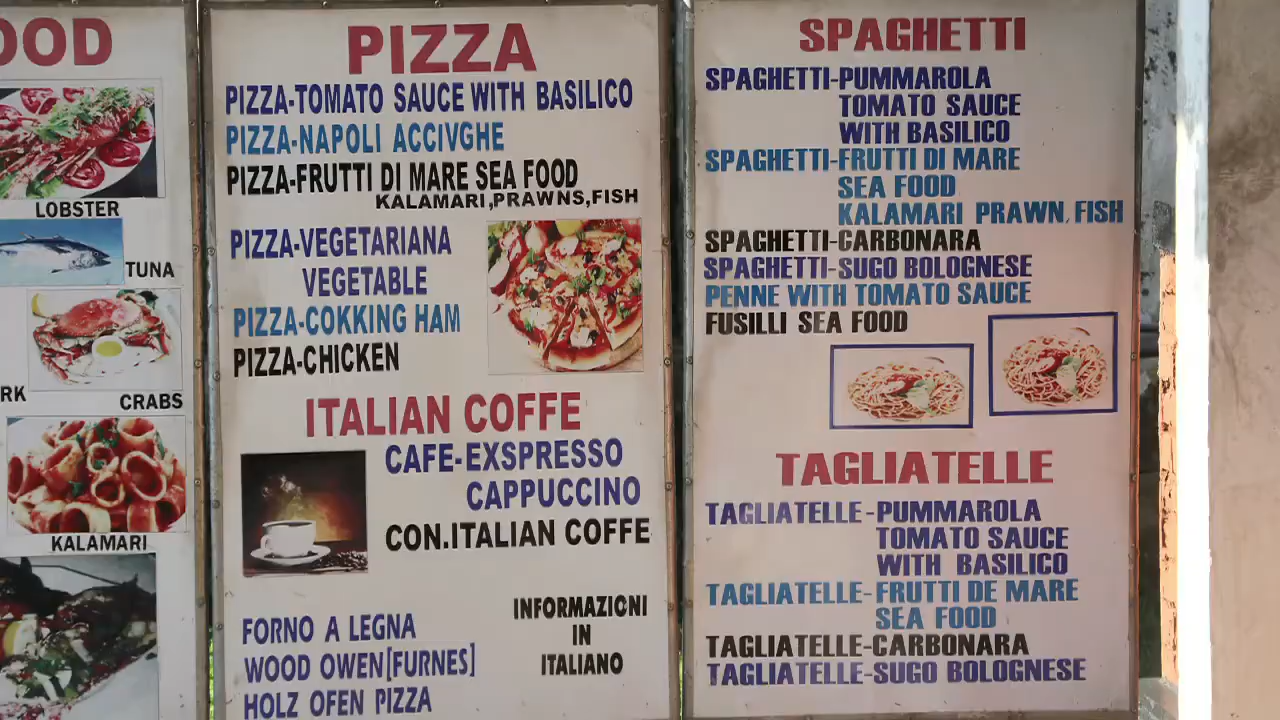 OOD
LOBSTER
TUNA
RK
CRABS
KALAMARI
PIZZA
PIZZA-TOMATO SAUCE WITH BASILICO
PIZZA-NAPOLI ACCIVGHE
PIZZA-FRUTTI DI MARE SEA FOOD
KALAMARI,PRAWNS,FISH
PIZZA-VEGETARIANA
VEGETABLE
PIZZA-COKKING HAM
PIZZA-CHICKEN
ITALIAN COFFE
CAFE-EXSPRESSO
CAPPUCCINO
CON.ITALIAN COFFE
FORNO A LEGNA
WOOD OWEN[FURNES]
HOLZ OFEN PIZZA
INFORMAZIONI
IN
ITALIANO
SPAGHETTI
SPAGHETTI-PUMMAROLA
TOMATO SAUCE
WITH BASILICO
SPAGHETTI-FRUTTI DI MARE
SEA FOOD
KALAMARI PRAWN, FISH
SPAGHETTI-CARBONARA
SPAGHETTI-SUGO BOLOGNESE
PENNE WITH TOMATO SAUCE
FUSILLI SEA FOOD
TAGLIATELLE
TAGLIATELLE-PUMMAROLA
TOMATO SAUCE
WITH BASILICO
TAGLIATELLE-FRUTTI DE MARE
SEA FOOD
TAGLIATELLE-CARBONARA
TAGLIATELLE-SUGO BOLOGNESE